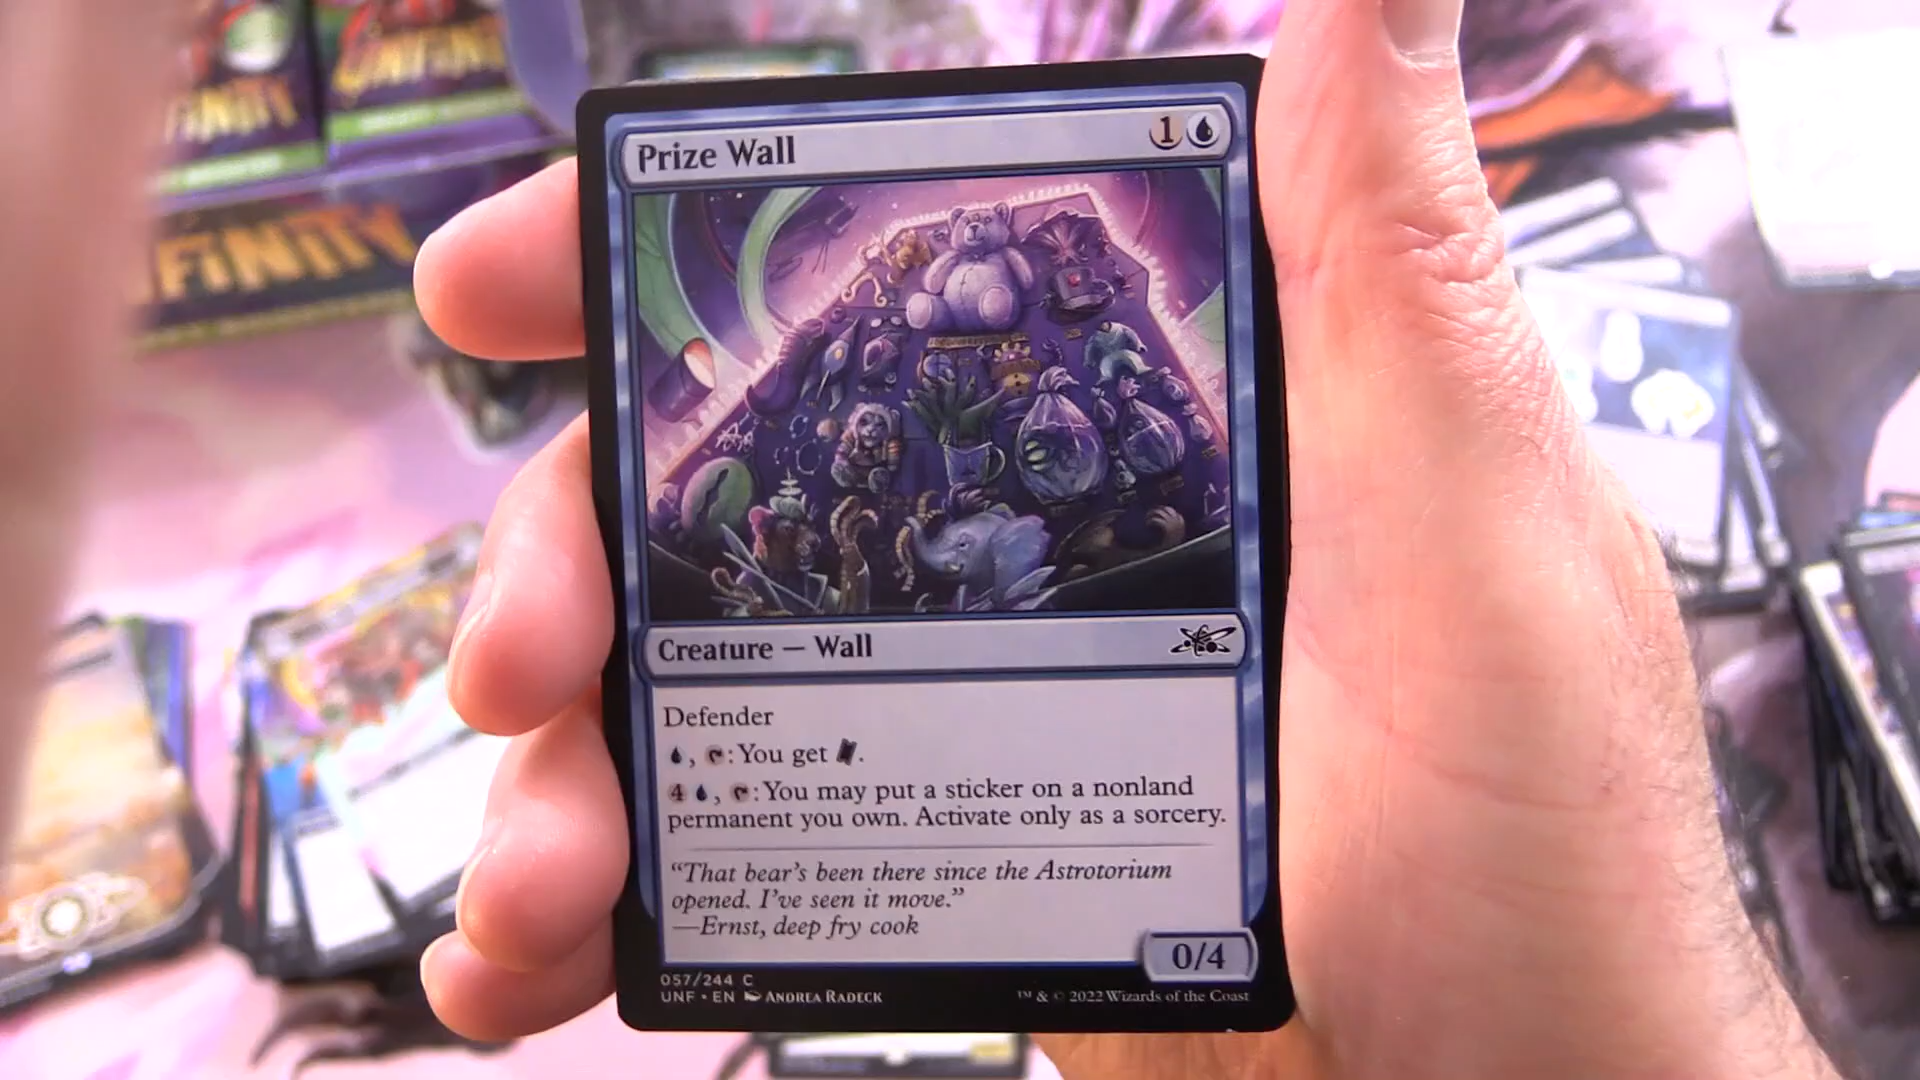 FINITY
FINITY
Prize Wall 1
Creature — Wall
Defender
, : You get .
4 , : You may put a sticker on a nonland
permanent you own. Activate only as a sorcery.
“That bear’s been there since the Astrotorium
opened. I’ve seen it move.”
—Ernst, deep fry cook
0/4
057/244 C
UNF • EN ANDREA RADECK
™ & © 2022 Wizards of the Coast